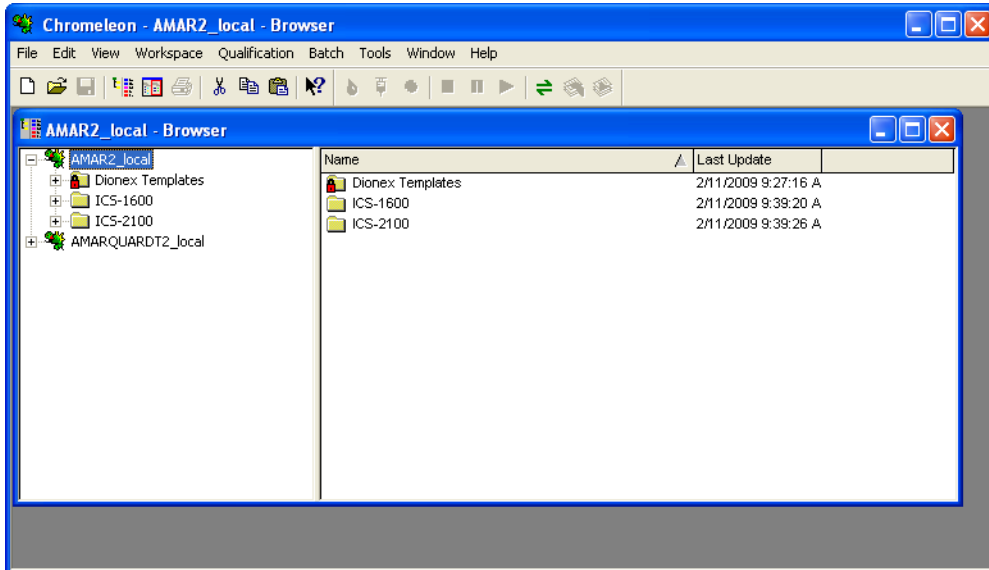 Chromeleon - AMAR2_local - Browser
File Edit View Workspace Qualification Batch Tools Window Help
AMAR2_local - Browser
AMAR2_local
Dionex Templates
ICS-1600
ICS-2100
AMARQUARDT2_local
Name Last Update
Dionex Templates 2/11/2009 9:27:16 A
ICS-1600 2/11/2009 9:39:20 A
ICS-2100 2/11/2009 9:39:26 A